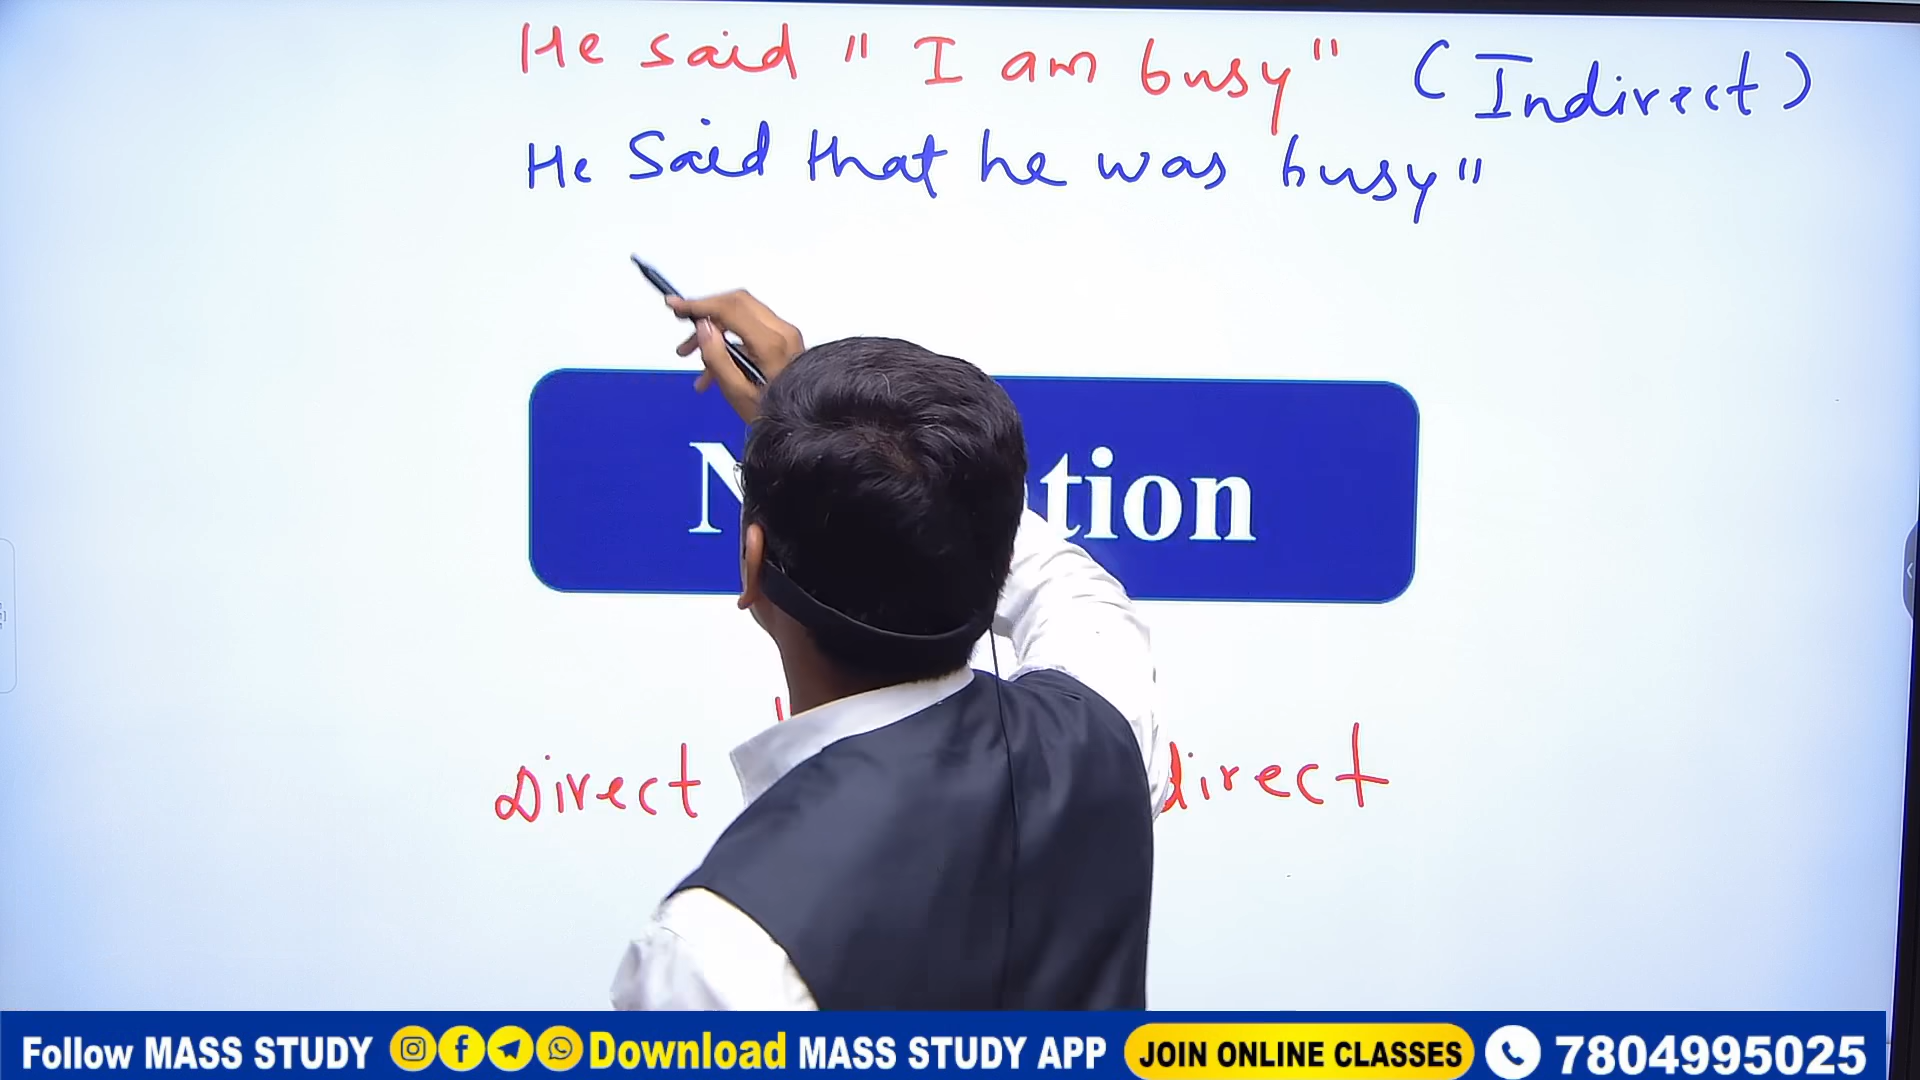 He said " I am busy" (Indirect)
He Said that he was busy"
tion
Direct direct
Follow MASS STUDY Download MASS STUDY APP JOIN ONLINE CLASSES 7804995025